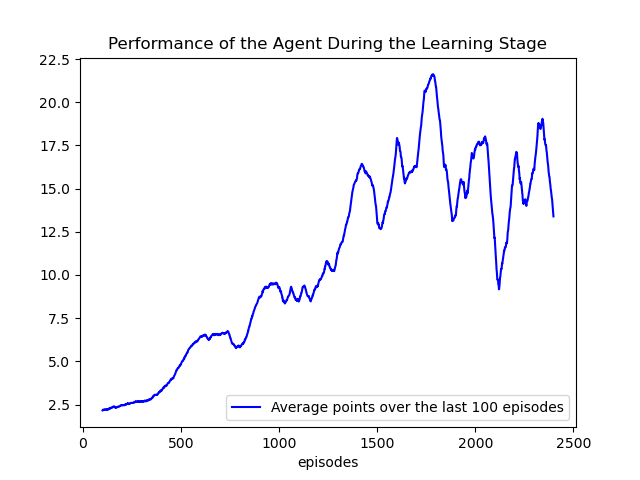 Performance of the Agent During the Learning Stage
22.5
20.0
17.5
15.0
12.5
10.0
7.5
5.0
2.5
Average points over the last 100 episodes
0 500 1000 1500 2000 2500
episodes